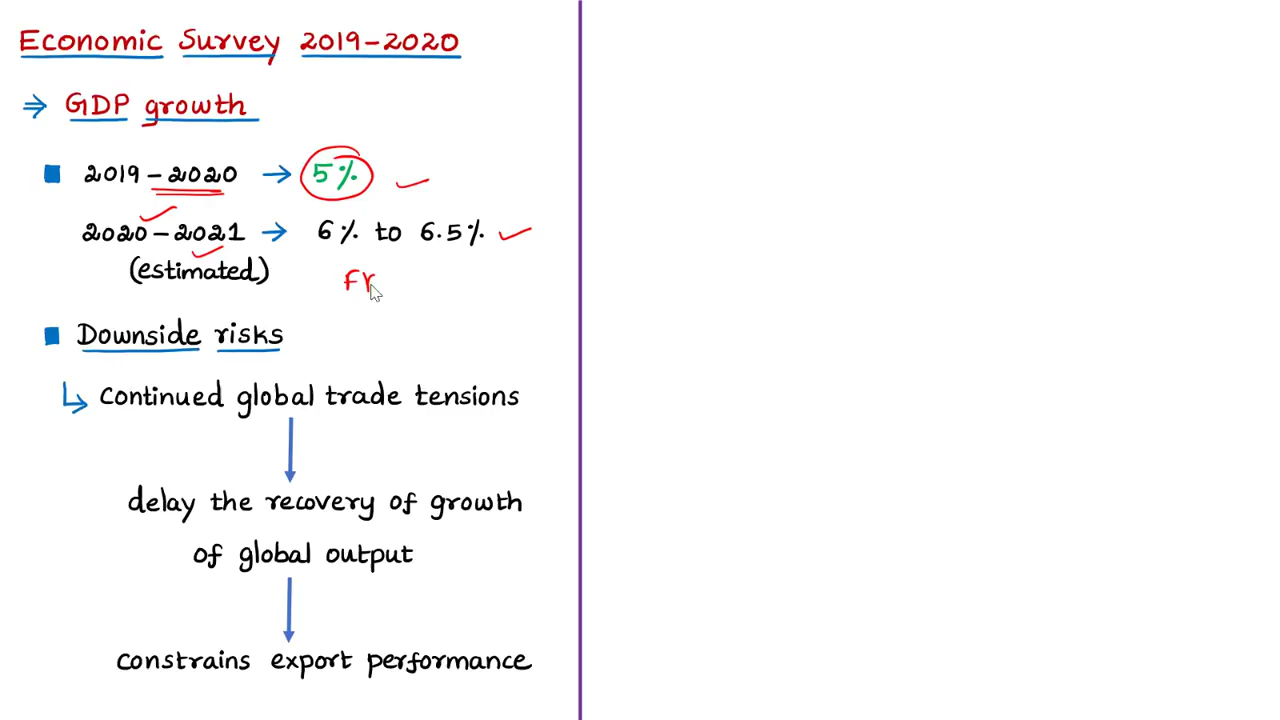 Economic Survey 2019-2020
⇒ GDP growth
■ 2019-2020 → 5% ✓
2020-2021 → 6% to 6.5% ✓
(estimated)
FY
■ Downside risks
↳ Continued global trade tensions
delay the recovery of growth
of global output
constrains export performance